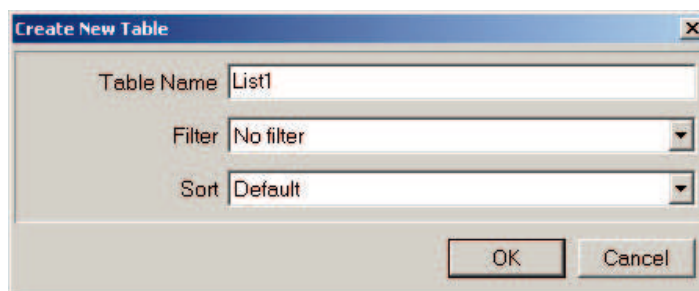 Create New Table
Table Name List1
Filter No filter
Sort Default
OK Cancel